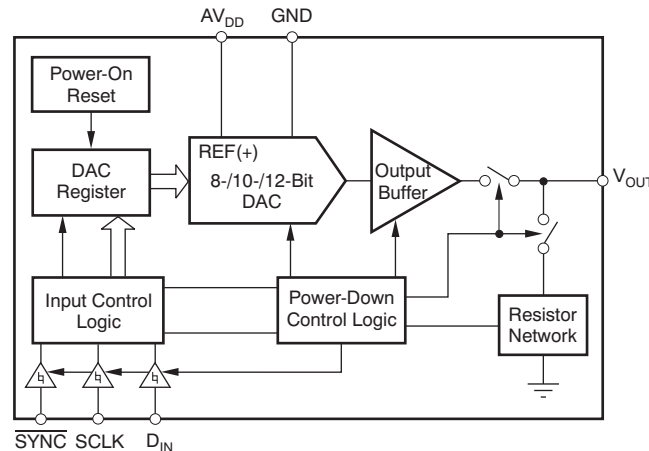 AVDD GND
Power-On
Reset
DAC
Register
REF(+)
8-/10-/12-Bit
DAC
Output
Buffer
VOUT
Input Control
Logic
Power-Down
Control Logic
Resistor
Network
SYNC SCLK DIN